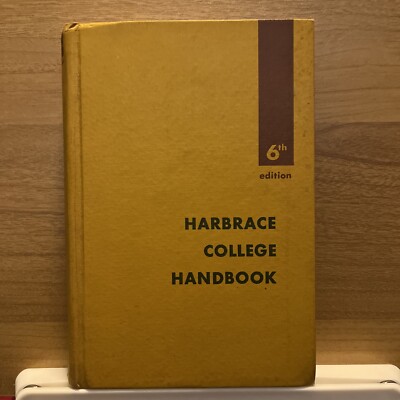 6th
edition
HARBRACE
COLLEGE
HANDBOOK